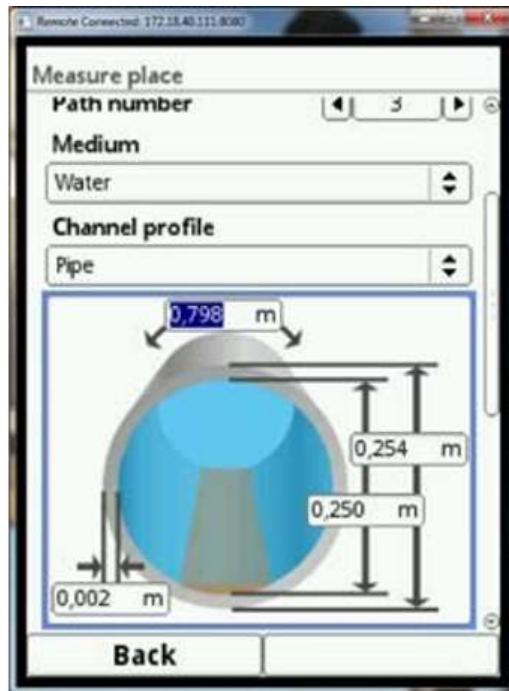 Remote Connected: 172.18.40.111:8080
Measure place
Path number 3
Medium
Water
Channel profile
Pipe
0,798 m
0,254 m
0,250 m
0,002 m
Back